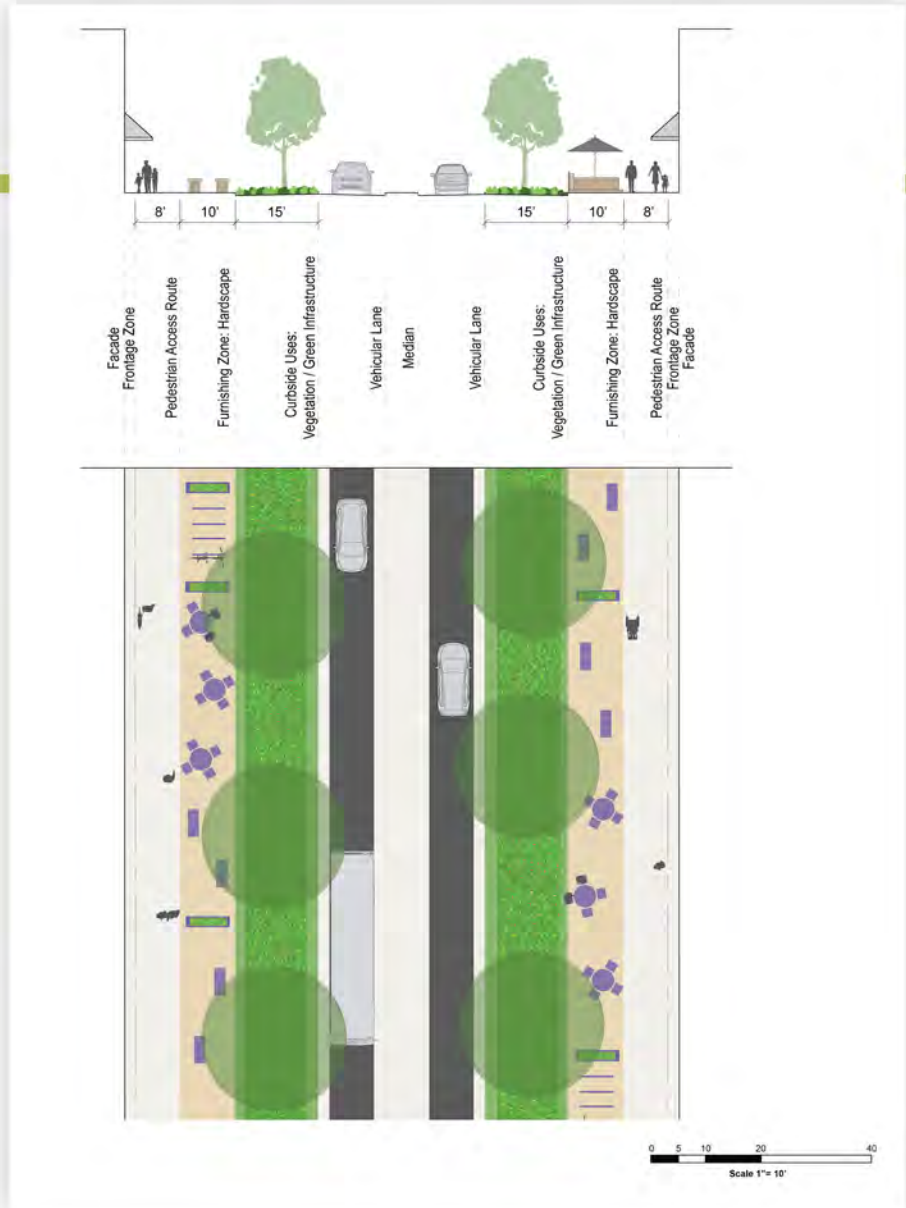 8'
10'
15'
15'
10'
8'
Facade
Frontage Zone
Pedestrian Access Route
Furnishing Zone: Hardscape
Curbside Uses:
Vegetation / Green Infrastructure
Vehicular Lane
Median
Vehicular Lane
Curbside Uses:
Vegetation / Green Infrastructure
Furnishing Zone: Hardscape
Pedestrian Access Route
Frontage Zone
Facade
0 5 10 20 40
Scale 1"= 10'